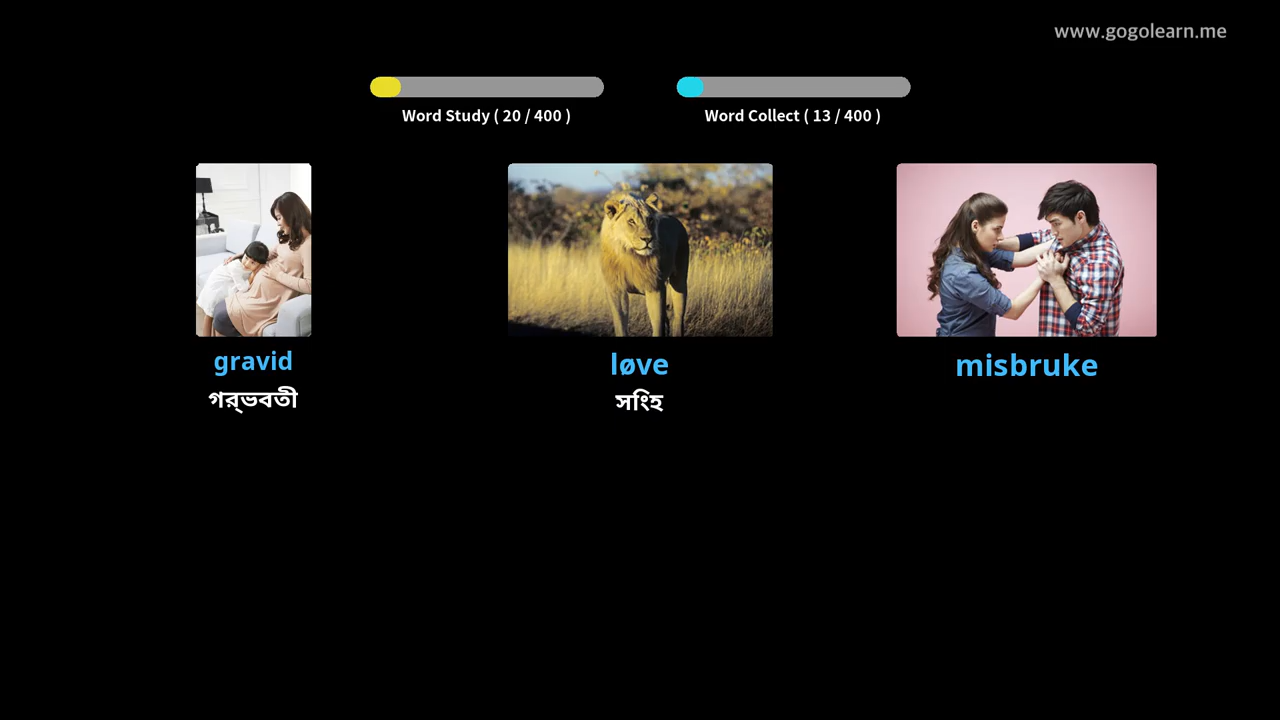 www.gogolearn.me
Word Study ( 20 / 400 )
Word Collect ( 13 / 400 )
gravid
গর্ভবতী
løve
সিংহ
misbruke